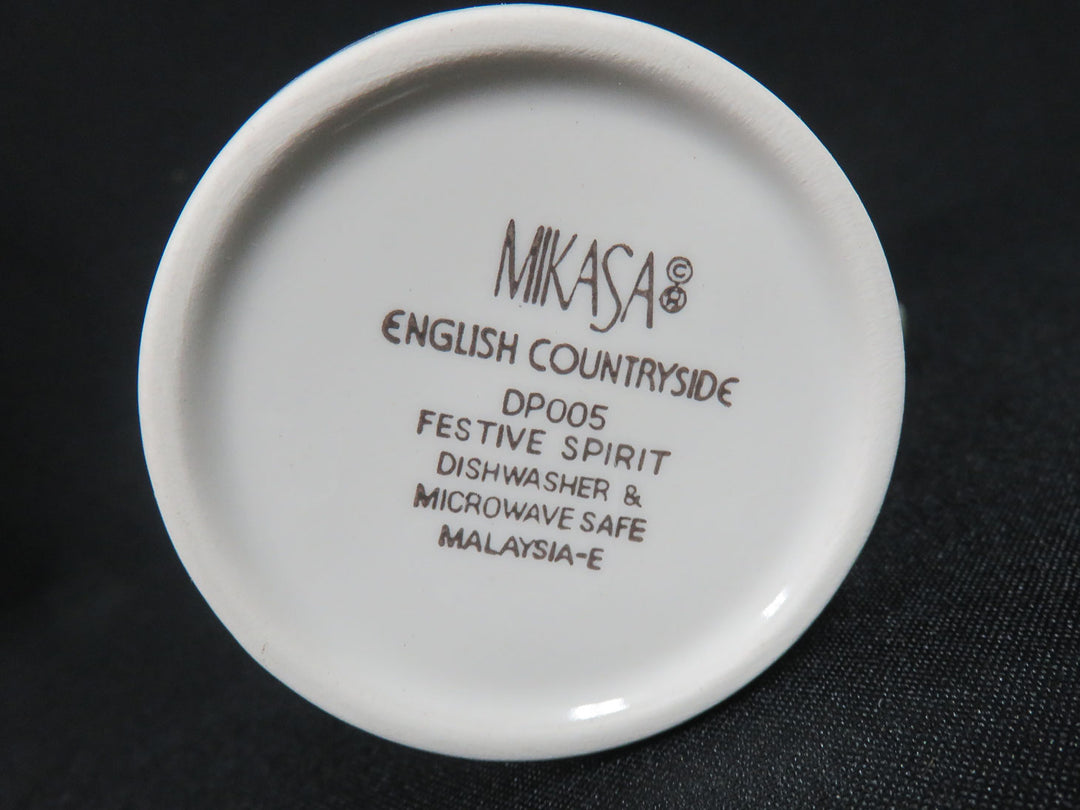 MIKASA ©
ENGLISH COUNTRYSIDE
DP005
FESTIVE SPIRIT
DISHWASHER &
MICROWAVE SAFE
MALAYSIA-E